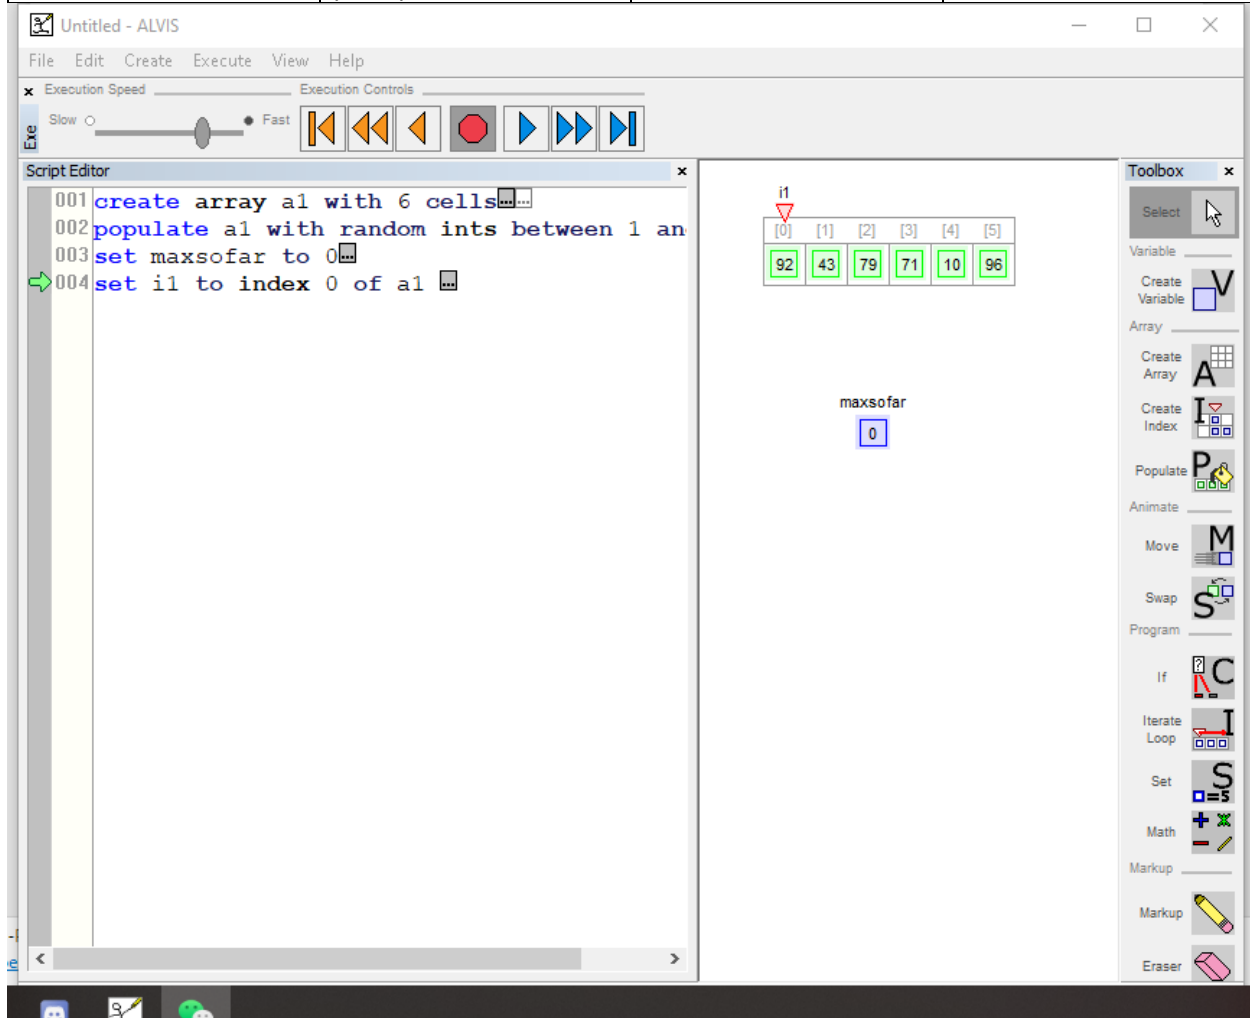 Untitled - ALVIS
File Edit Create Execute View Help
Execution Speed
Execution Controls
Exe
Slow
Fast
Script Editor
001 create array a1 with 6 cells
002 populate a1 with random ints between 1 an
003 set maxsofar to 0
004 set i1 to index 0 of a1
i1
[0] [1] [2] [3] [4] [5]
92 43 79 71 10 96
maxsofar
0
Toolbox
Select
Variable
Create
Variable
V
Array
Create
Array
A
Create
Index
I
Populate
P
Animate
Move
M
Swap
S
Program
If
? C
Iterate
Loop
I
Set
S
=5
Math
Markup
Markup
Eraser